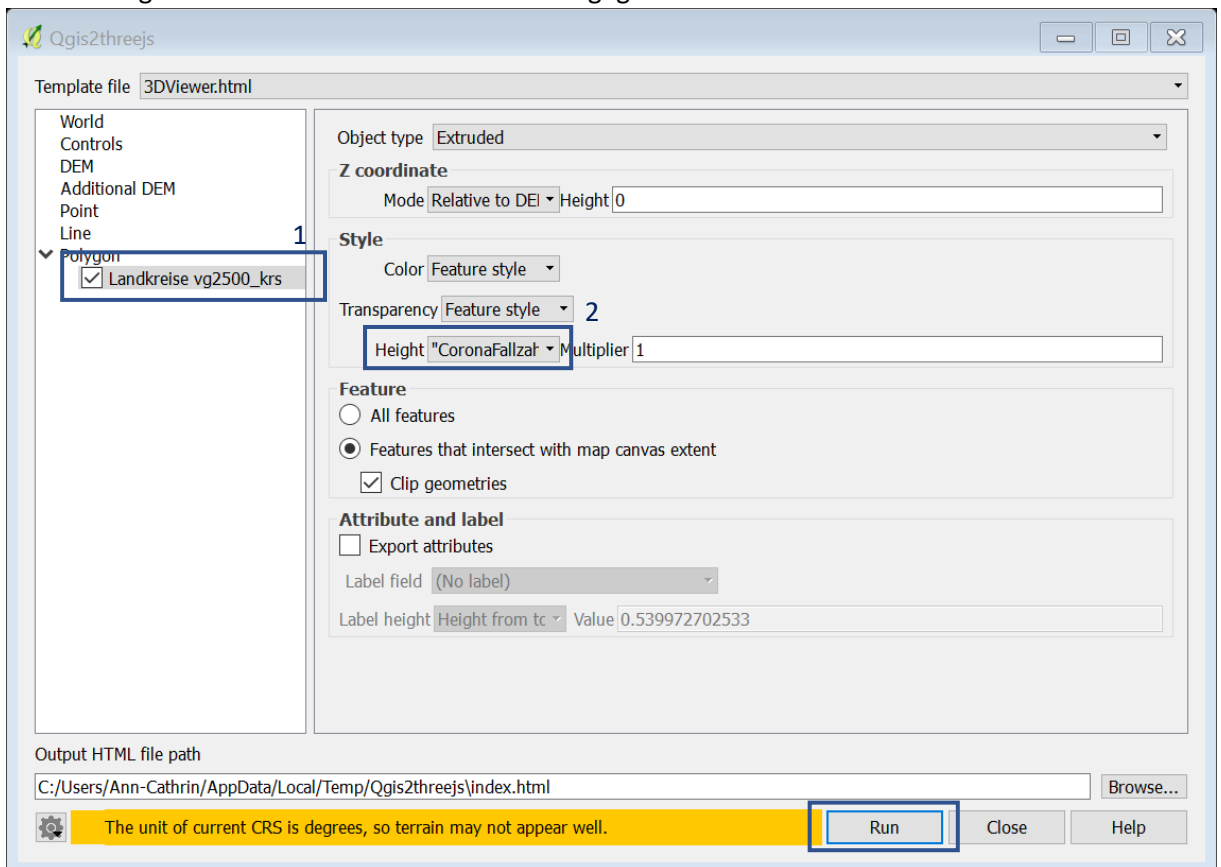 Qgis2threejs
Template file 3DViewer.html
World
Controls
DEM
Additional DEM
Point
Line
1
Polygon
Landkreise vg2500_krs
Object type Extruded
Z coordinate
Mode Relative to DEI Height 0
Style
Color Feature style
Transparency Feature style 2
Height "CoronaFallzah Multiplier 1
Feature
All features
Features that intersect with map canvas extent
Clip geometries
Attribute and label
Export attributes
Label field (No label)
Label height Height from to Value 0.539972702533
Output HTML file path
C:/Users/Ann-Cathrin/AppData/Local/Temp/Qgis2threejs\index.html Browse...
The unit of current CRS is degrees, so terrain may not appear well. Run Close Help